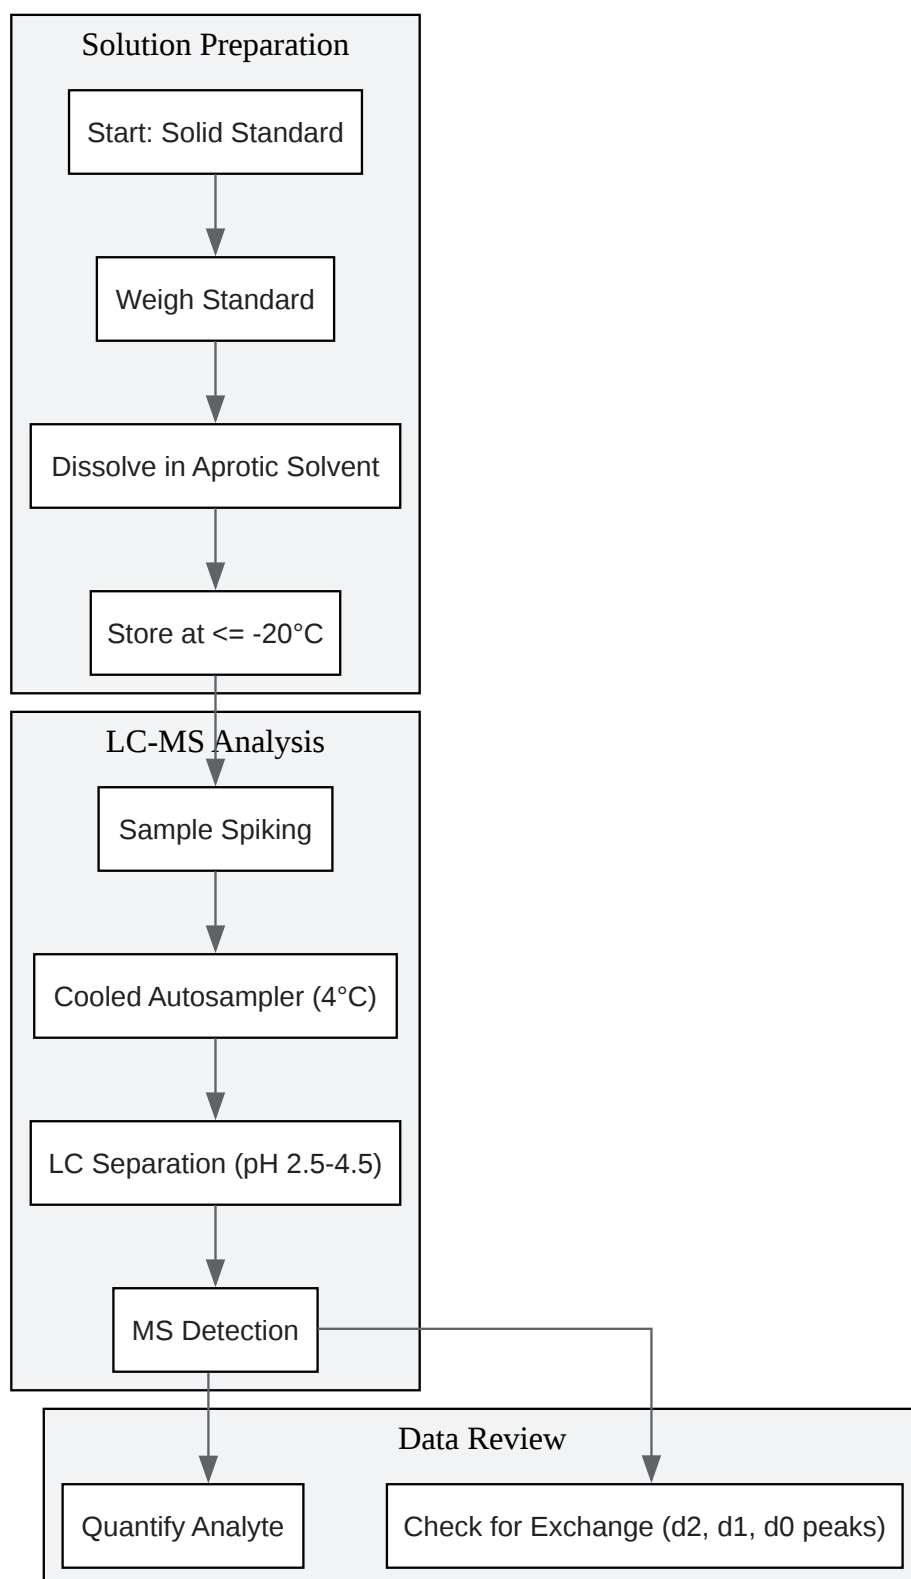 Solution Preparation
Start: Solid Standard
Weigh Standard
Dissolve in Aprotic Solvent
Store at <= -20°C
LC-MS Analysis
Sample Spiking
Cooled Autosampler (4°C)
LC Separation (pH 2.5-4.5)
MS Detection
Data Review
Quantify Analyte
Check for Exchange (d2, d1, d0 peaks)